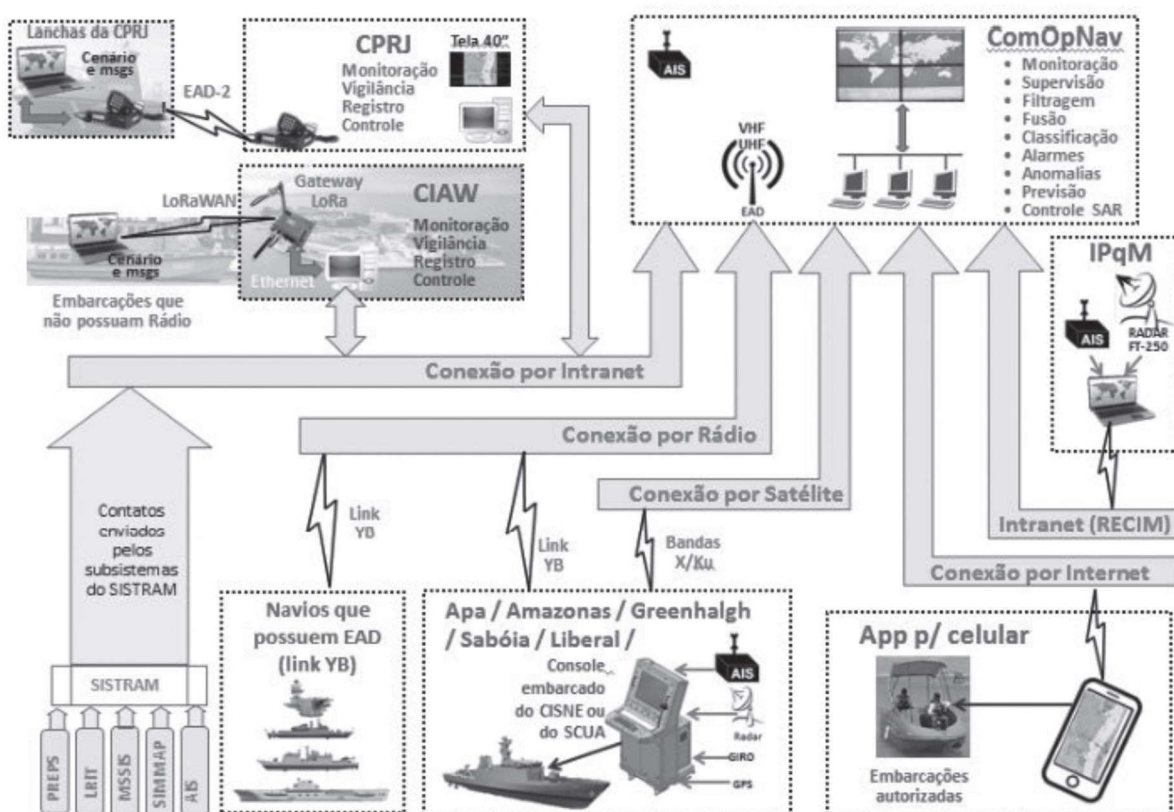 Lanchas da CPRJ
Cenário
e msgs
EAD-2
CPRJ
Monitoração
Vigilância
Registro
Controle
Tela 40”
AIS
VHF
UHF
EAD
ComOpNav
• Monitoração
• Supervisão
• Filtragem
• Fusão
• Classificação
• Alarmes
• Anomalias
• Previsão
• Controle SAR
LoRaWAN
Cenário
e msgs
Embarcações que
não possuam Rádio
Gateway
LoRa
Ethernet
CIAW
Monitoração
Vigilância
Registro
Controle
IPqM
AIS
RADAR
FT-250
Conexão por Intranet
Conexão por Rádio
Conexão por Satélite
Intranet (RECIM)
Conexão por Internet
Contatos
enviados
pelos
subsistemas
do SISTRAM
SISTRAM
PREPS
LRIT
MSSIS
SIMMAP
AIS
Link
YB
Link
YB
Bandas
X/Ku
Navios que
possuem EAD
(link YB)
Apa / Amazonas / Greenhalgh
/ Sabóia / Liberal /
Console
embarcado
do CISNE ou
do SCUA
AIS
Radar
GIRO
GPS
App p/ celular
Embarcações
autorizadas